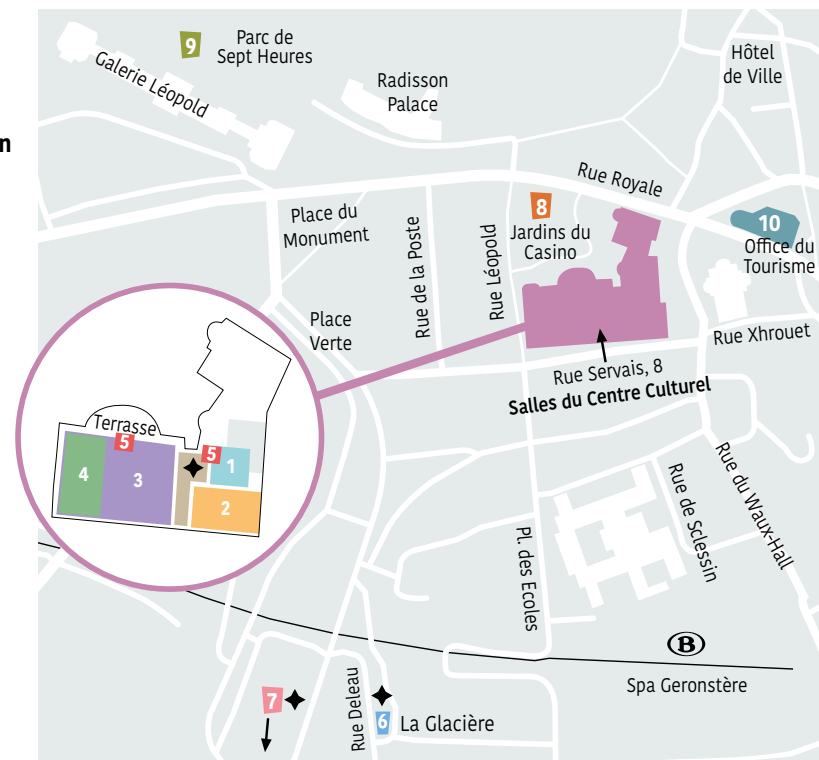 9
Parc de
Sept Heures
Galerie Léopold
Radisson
Palace
Hôtel
de Ville
n
Rue Royale
8
Jardins du
Casino
10
Office du
Tourisme
Place du
Monument
Rue de la Poste
Rue Léopold
Place
Verte
Rue Xhrouet
Rue Servais, 8
Salles du Centre Culturel
Terrasse
5
5
4
3
1
2
Rue de Sclessin
Rue du Waux-Hall
Pl. des Ecoles
B
Spa Geronstère
7
Rue Deleau
6
La Glacière